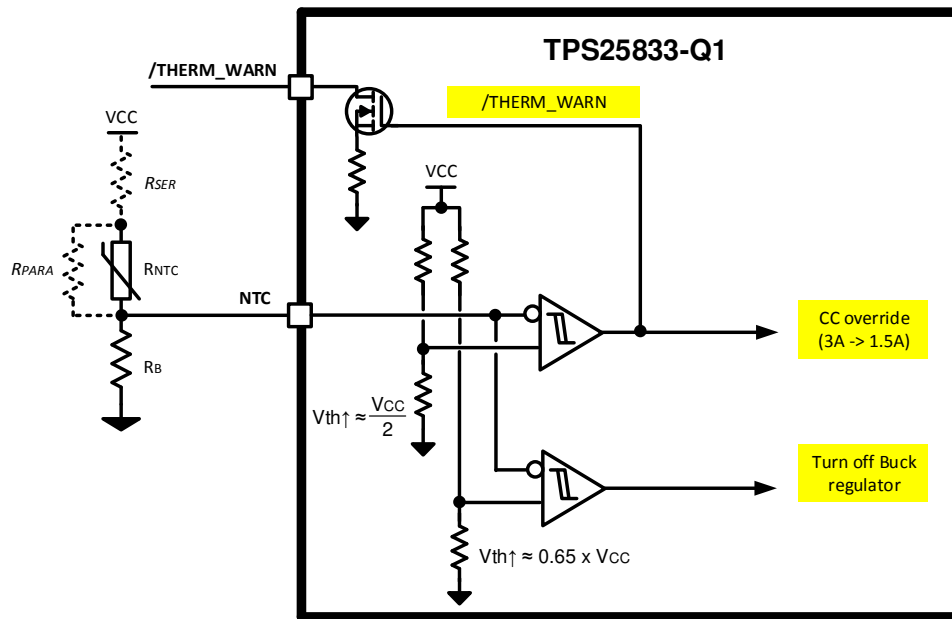 TPS25833-Q1
/THERM_WARN
/THERM_WARN
VCC
VCC
RSER
RPARA
RNTC
NTC
CC override
(3A -> 1.5A)
RB
Vth↑ ≈ VCC
2
Turn off Buck
regulator
Vth↑ ≈ 0.65 x VCC